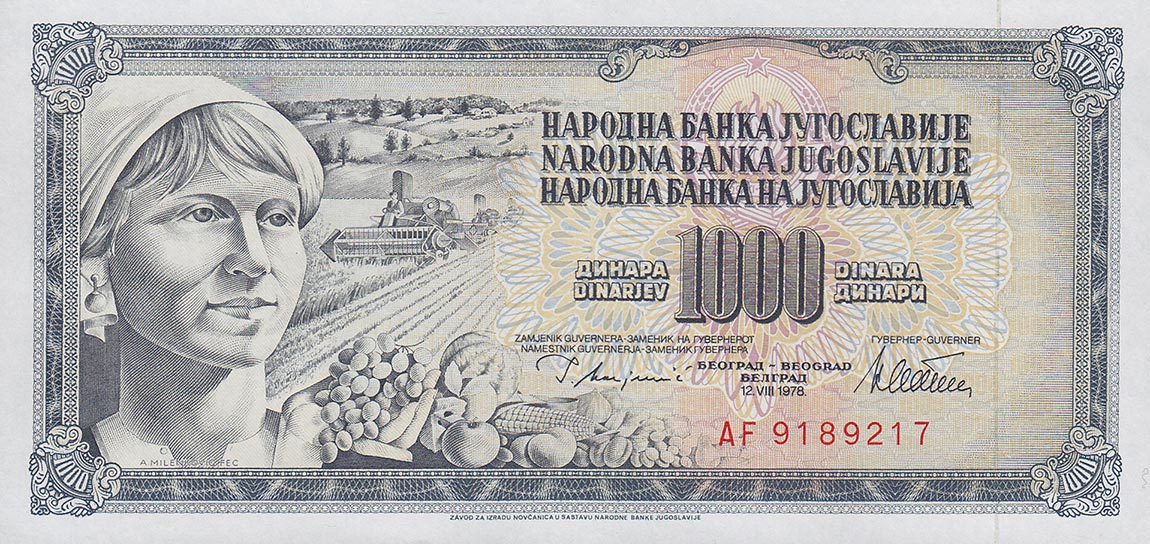 НАРОДНА БАНКА ЈУГОСЛАВИЈЕ
NARODNA BANKA JUGOSLAVIJE
НАРОДНА БАНКА НА ЈУГОСЛАВИЈА
1000
ДИНАРА
DINARJEV
DINARA
ДИНАРИ
ZAMJENIK GUVERNERA-ЗАМЕНИК НА ГУВЕРНЕРОТ
NAMESTNIK GUVERNERJA-ЗАМЕНИК ГУВЕРНЕРА
ГУВЕРНЕР-GUVERNER
БЕОГРАД - BEOGRAD
БЕЛГРАД
12. VIII 1978.
AF 9189217
ZAVOD ZA IZRADU NOVČANICA U SASTAVU NARODNE BANKE JUGOSLAVIJE